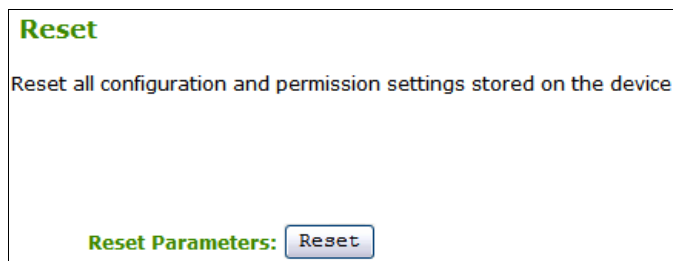 Reset
Reset all configuration and permission settings stored on the device
Reset Parameters: Reset